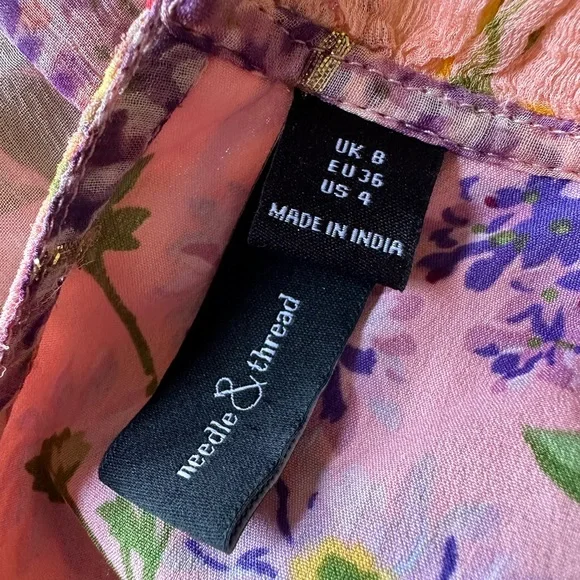 UK 8
EU 36
US 4
MADE IN INDIA
needle & thread